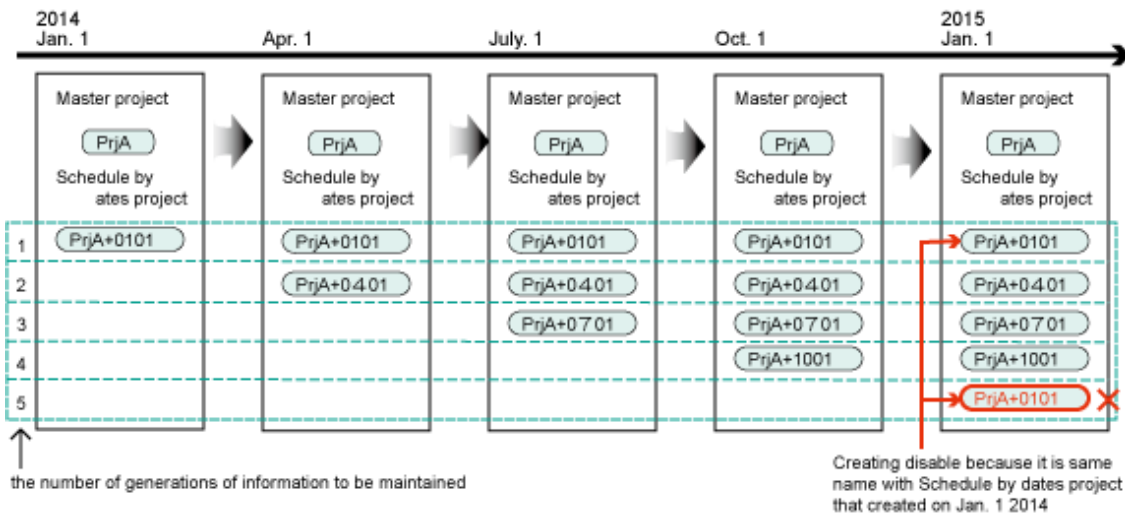 2014
Jan. 1
Apr. 1
July. 1
Oct. 1
2015
Jan. 1
Master project
PrjA
Schedule by
ates project
PrjA+0101
Master project
PrjA
Schedule by
ates project
PrjA+0101
PrjA+0401
Master project
PrjA
Schedule by
ates project
PrjA+0101
PrjA+0401
PrjA+0701
Master project
PrjA
Schedule by
ates project
PrjA+0101
PrjA+0401
PrjA+0701
PrjA+1001
Master project
PrjA
Schedule by
ates project
PrjA+0101
PrjA+0401
PrjA+0701
PrjA+1001
PrjA+0101
1
2
3
4
5
the number of generations of information to be maintained
Creating disable because it is same
name with Schedule by dates project
that created on Jan. 1 2014